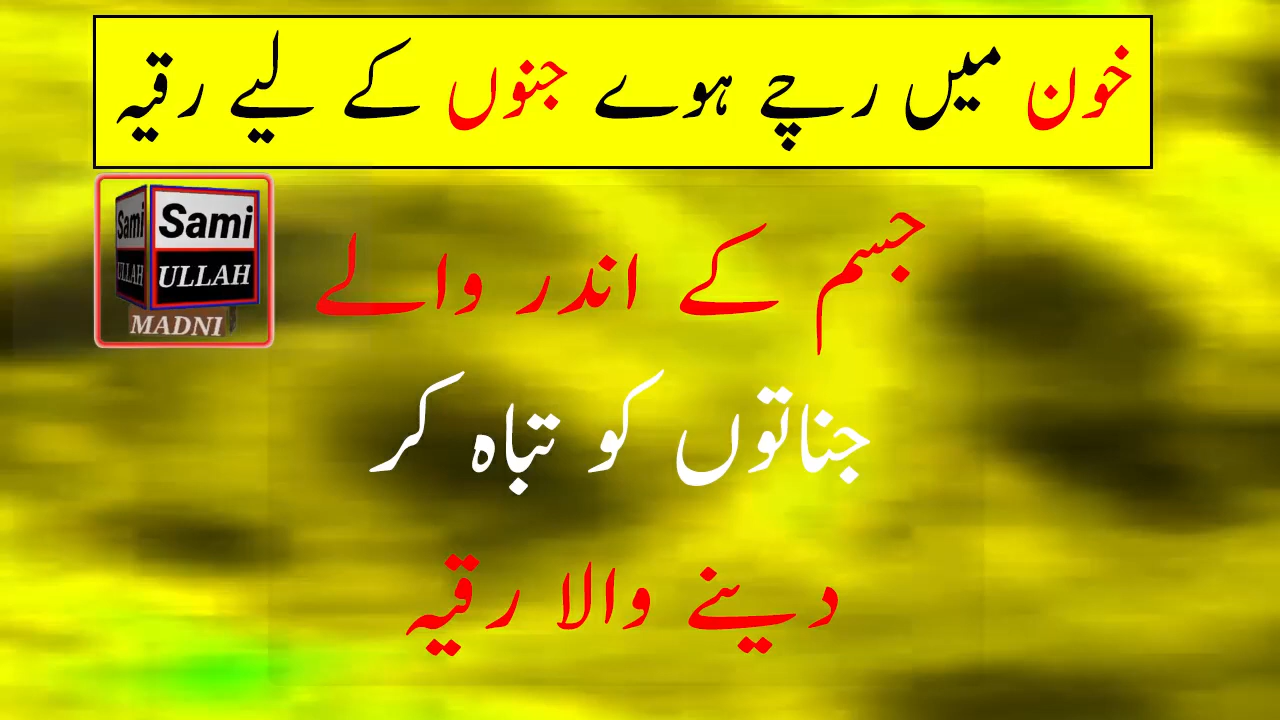 خون میں رچے ہوے جنوں کے لیے رقیہ
Sami Sami
ULLAH ULLAH
MADNI
جسم کے اندر والے
جناتوں کو تباہ کر
دینے والا رقیہ